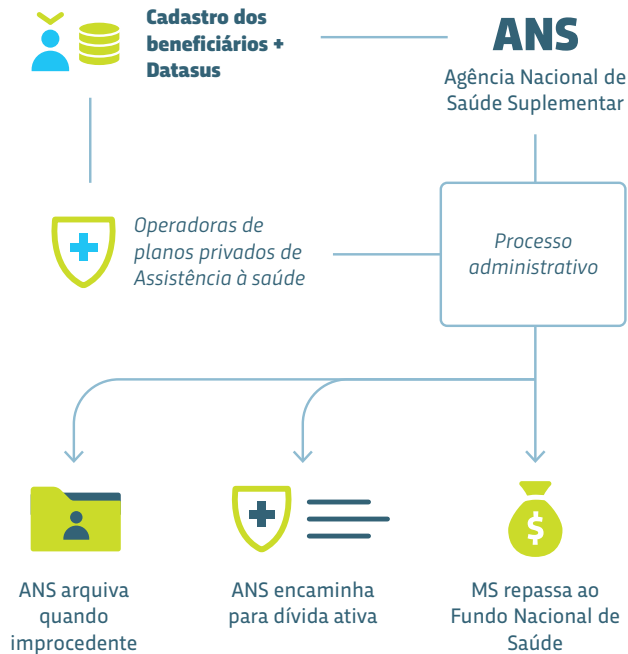 Cadastro dos
beneficiários +
Datasus
ANS
Agência Nacional de
Saúde Suplementar
Operadoras de
planos privados de
Assistência à saúde
Processo
administrativo
ANS arquiva
quando
improcedente
ANS encaminha
para dívida ativa
$
MS repassa ao
Fundo Nacional de
Saúde